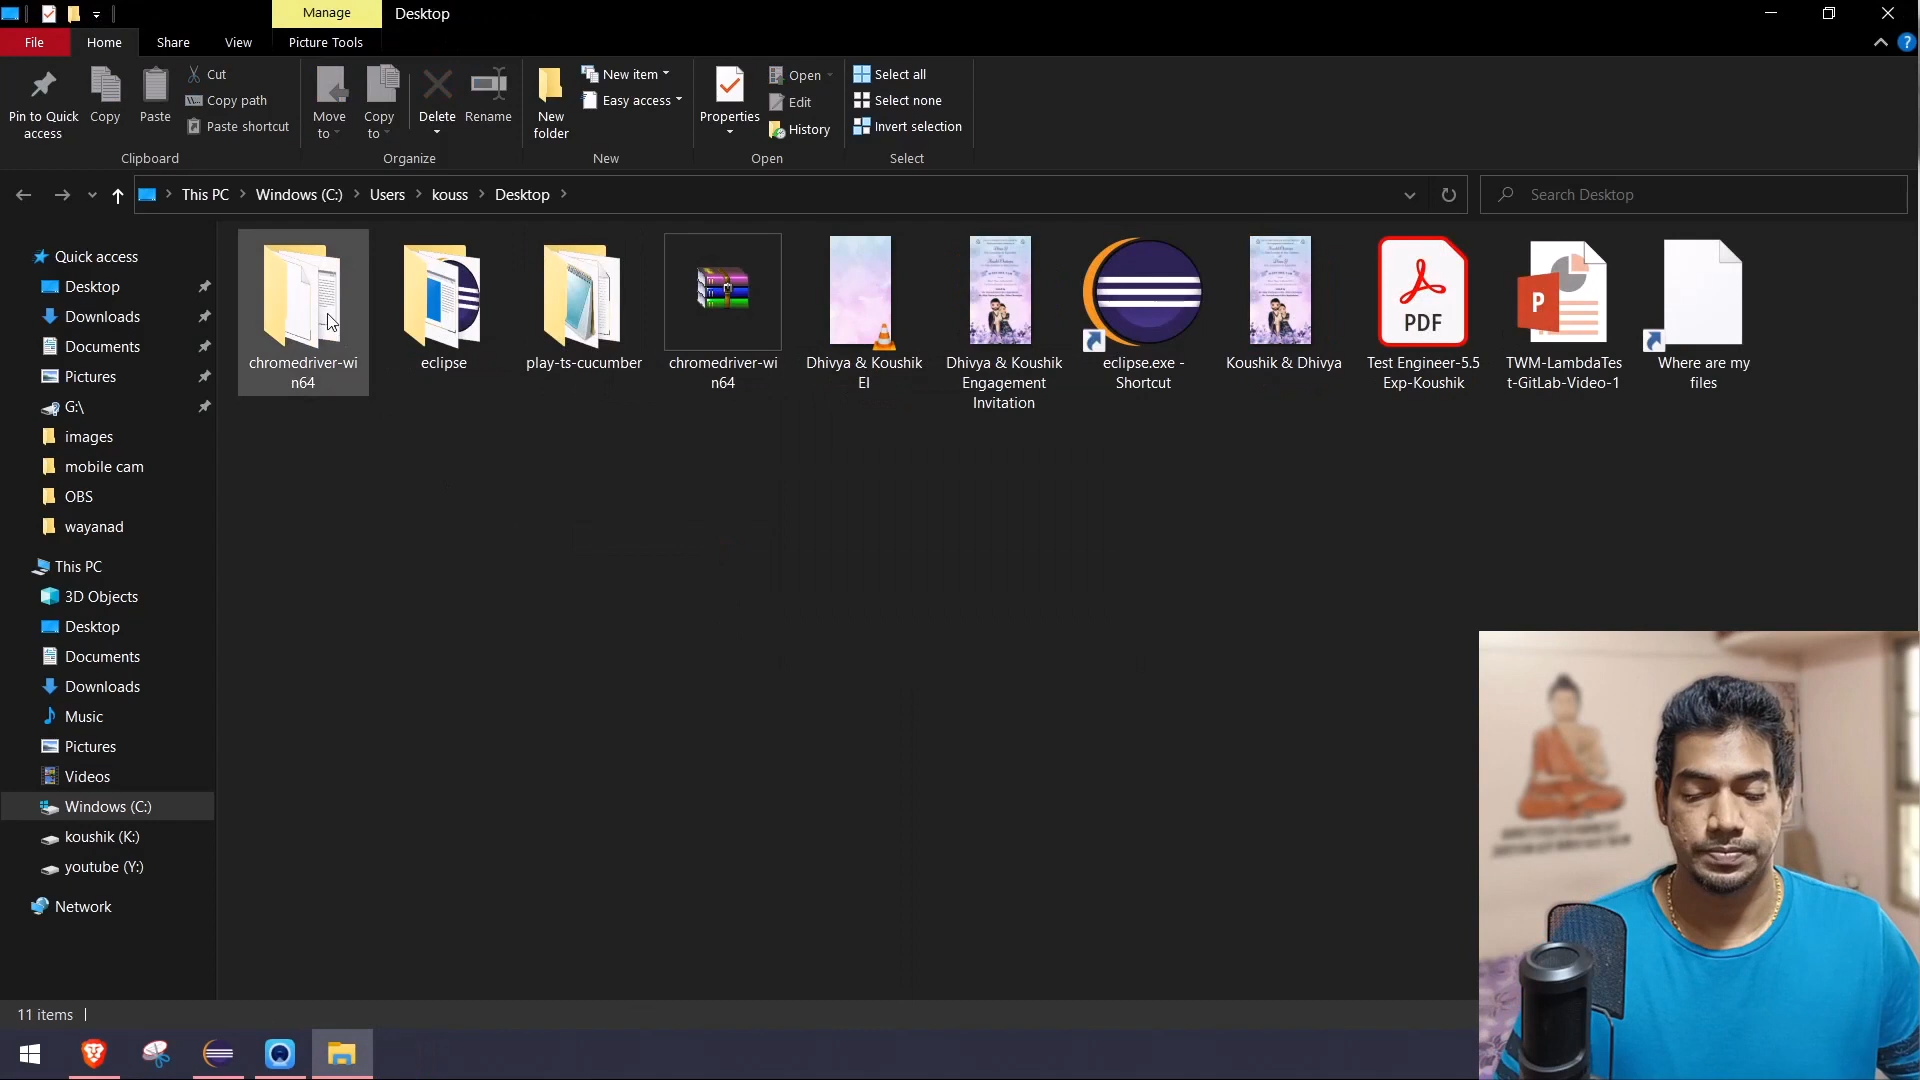 Manage
Desktop
File
Home
Share
View
Picture Tools
Pin to Quick
access
Copy
Paste
Cut
Copy path
Paste shortcut
Clipboard
Move
to
Copy
to
Delete
Rename
Organize
New
folder
New item
Easy access
New
Properties
Open
Edit
History
Open
Select all
Select none
Invert selection
Select
This PC
Windows (C:)
Users
kouss
Desktop
Search Desktop
Quick access
Desktop
Downloads
Documents
Pictures
G:\
images
mobile cam
OBS
wayanad
This PC
3D Objects
Desktop
Documents
Downloads
Music
Pictures
Videos
Windows (C:)
koushik (K:)
youtube (Y:)
Network
chromedriver-wi
n64
eclipse
play-ts-cucumber
chromedriver-wi
n64
Dhivya & Koushik
EI
Dhivya & Koushik
Engagement
Invitation
eclipse.exe -
Shortcut
Koushik & Dhivya
PDF
Test Engineer-5.5
Exp-Koushik
P
TWM-LambdaTes
t-GitLab-Video-1
Where are my
files
11 items